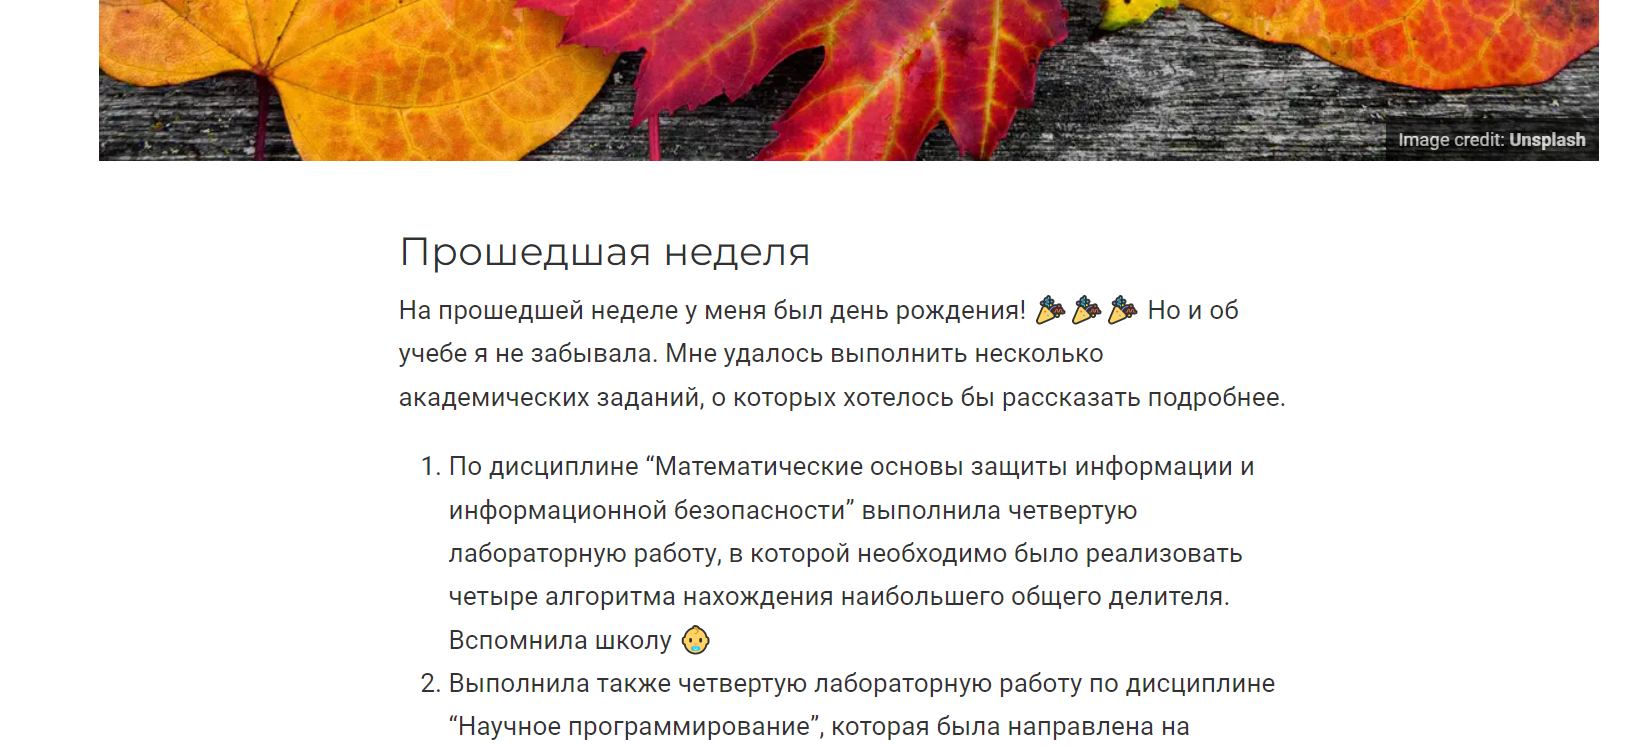 Image credit: Unsplash
Прошедшая неделя
На прошедшей неделе у меня был день рождения! 🎉🎉🎉 Но и об
учебе я не забывала. Мне удалось выполнить несколько
академических заданий, о которых хотелось бы рассказать подробнее.
1. По дисциплине “Математические основы защиты информации и
информационной безопасности” выполнила четвертую
лабораторную работу, в которой необходимо было реализовать
четыре алгоритма нахождения наибольшего общего делителя.
Вспомнила школу 👶
2. Выполнила также четвертую лабораторную работу по дисциплине
“Научное программирование”, которая была направлена на